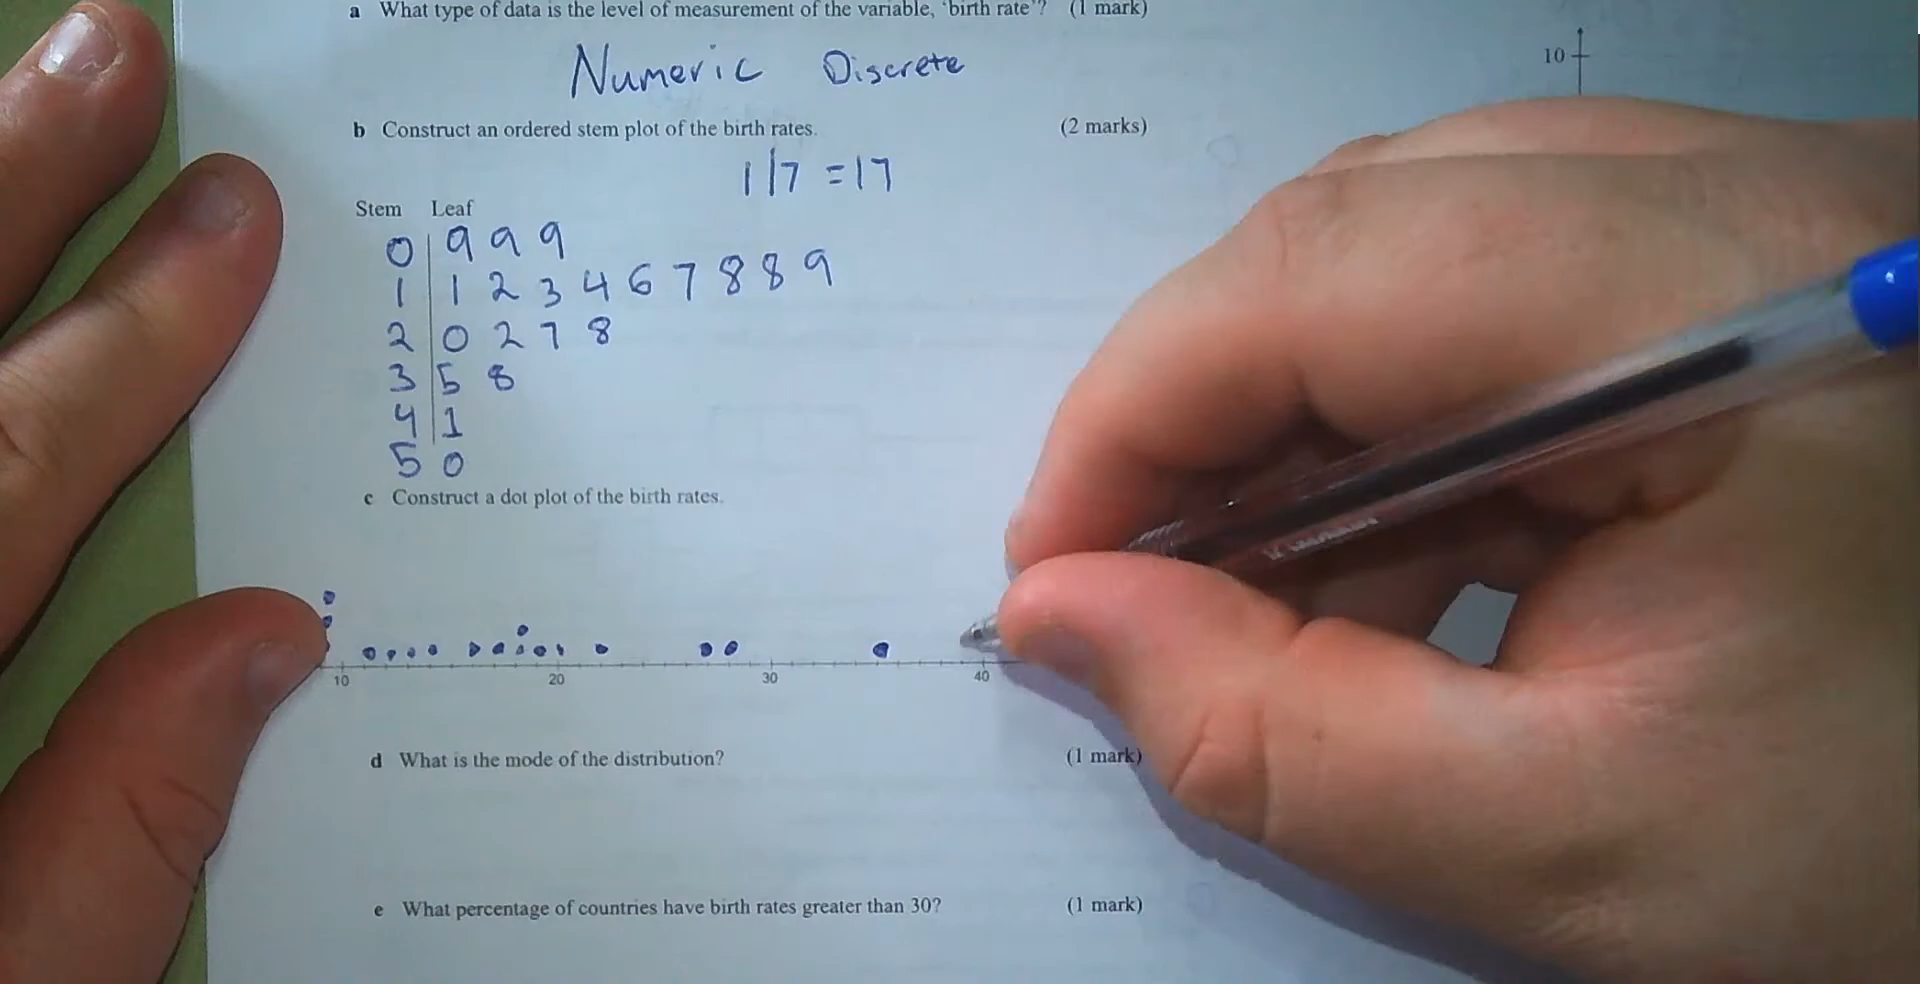 a What type of data is the level of measurement of the variable, ‘birth rate’? (1 mark)
Numeric Discrete
10
b Construct an ordered stem plot of the birth rates. (2 marks)
1|7 =17
Stem Leaf
0 | 9 9 9
1 | 1 2 3 4 6 7 8 8 9
2 | 0 2 7 8
3 | 5 8
4 | 1
5 0
c Construct a dot plot of the birth rates.
10 20 30 40
d What is the mode of the distribution? (1 mark)
e What percentage of countries have birth rates greater than 30? (1 mark)